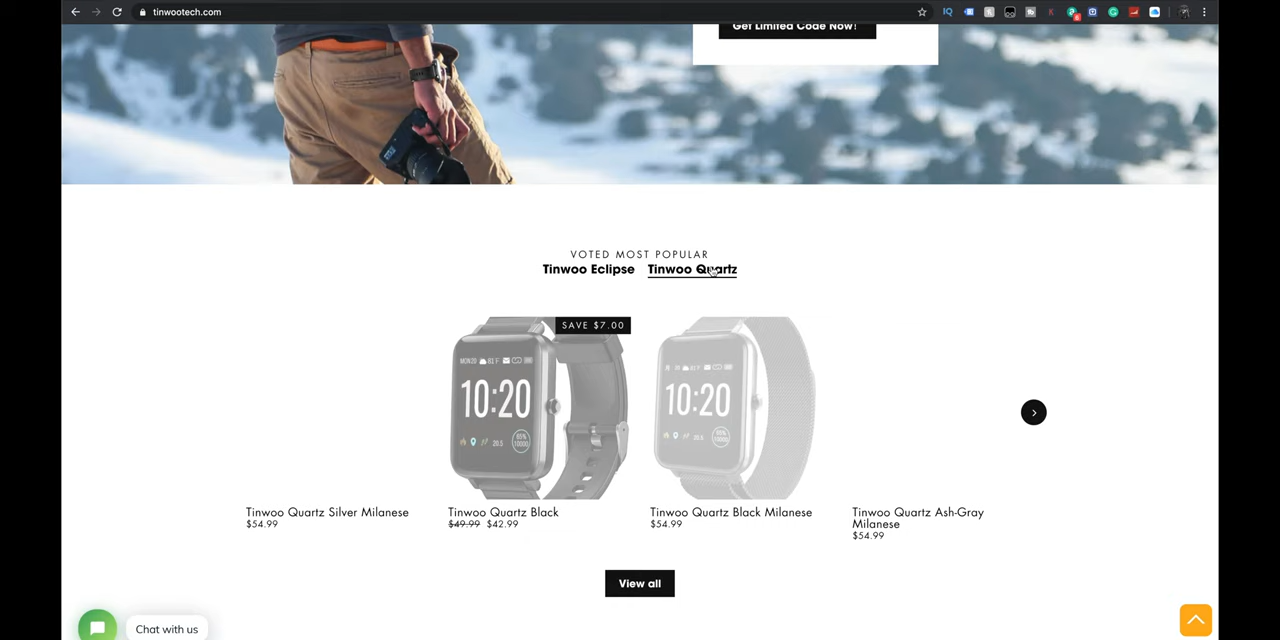 tinwootech.com
Get Limited Code Now!
VOTED MOST POPULAR
Tinwoo Eclipse Tinwoo Quartz
SAVE $7.00
10:20
10:20
Tinwoo Quartz Silver Milanese
$54.99
Tinwoo Quartz Black
$49.99 $42.99
Tinwoo Quartz Black Milanese
$54.99
Tinwoo Quartz Ash-Gray
Milanese
$54.99
View all
Chat with us